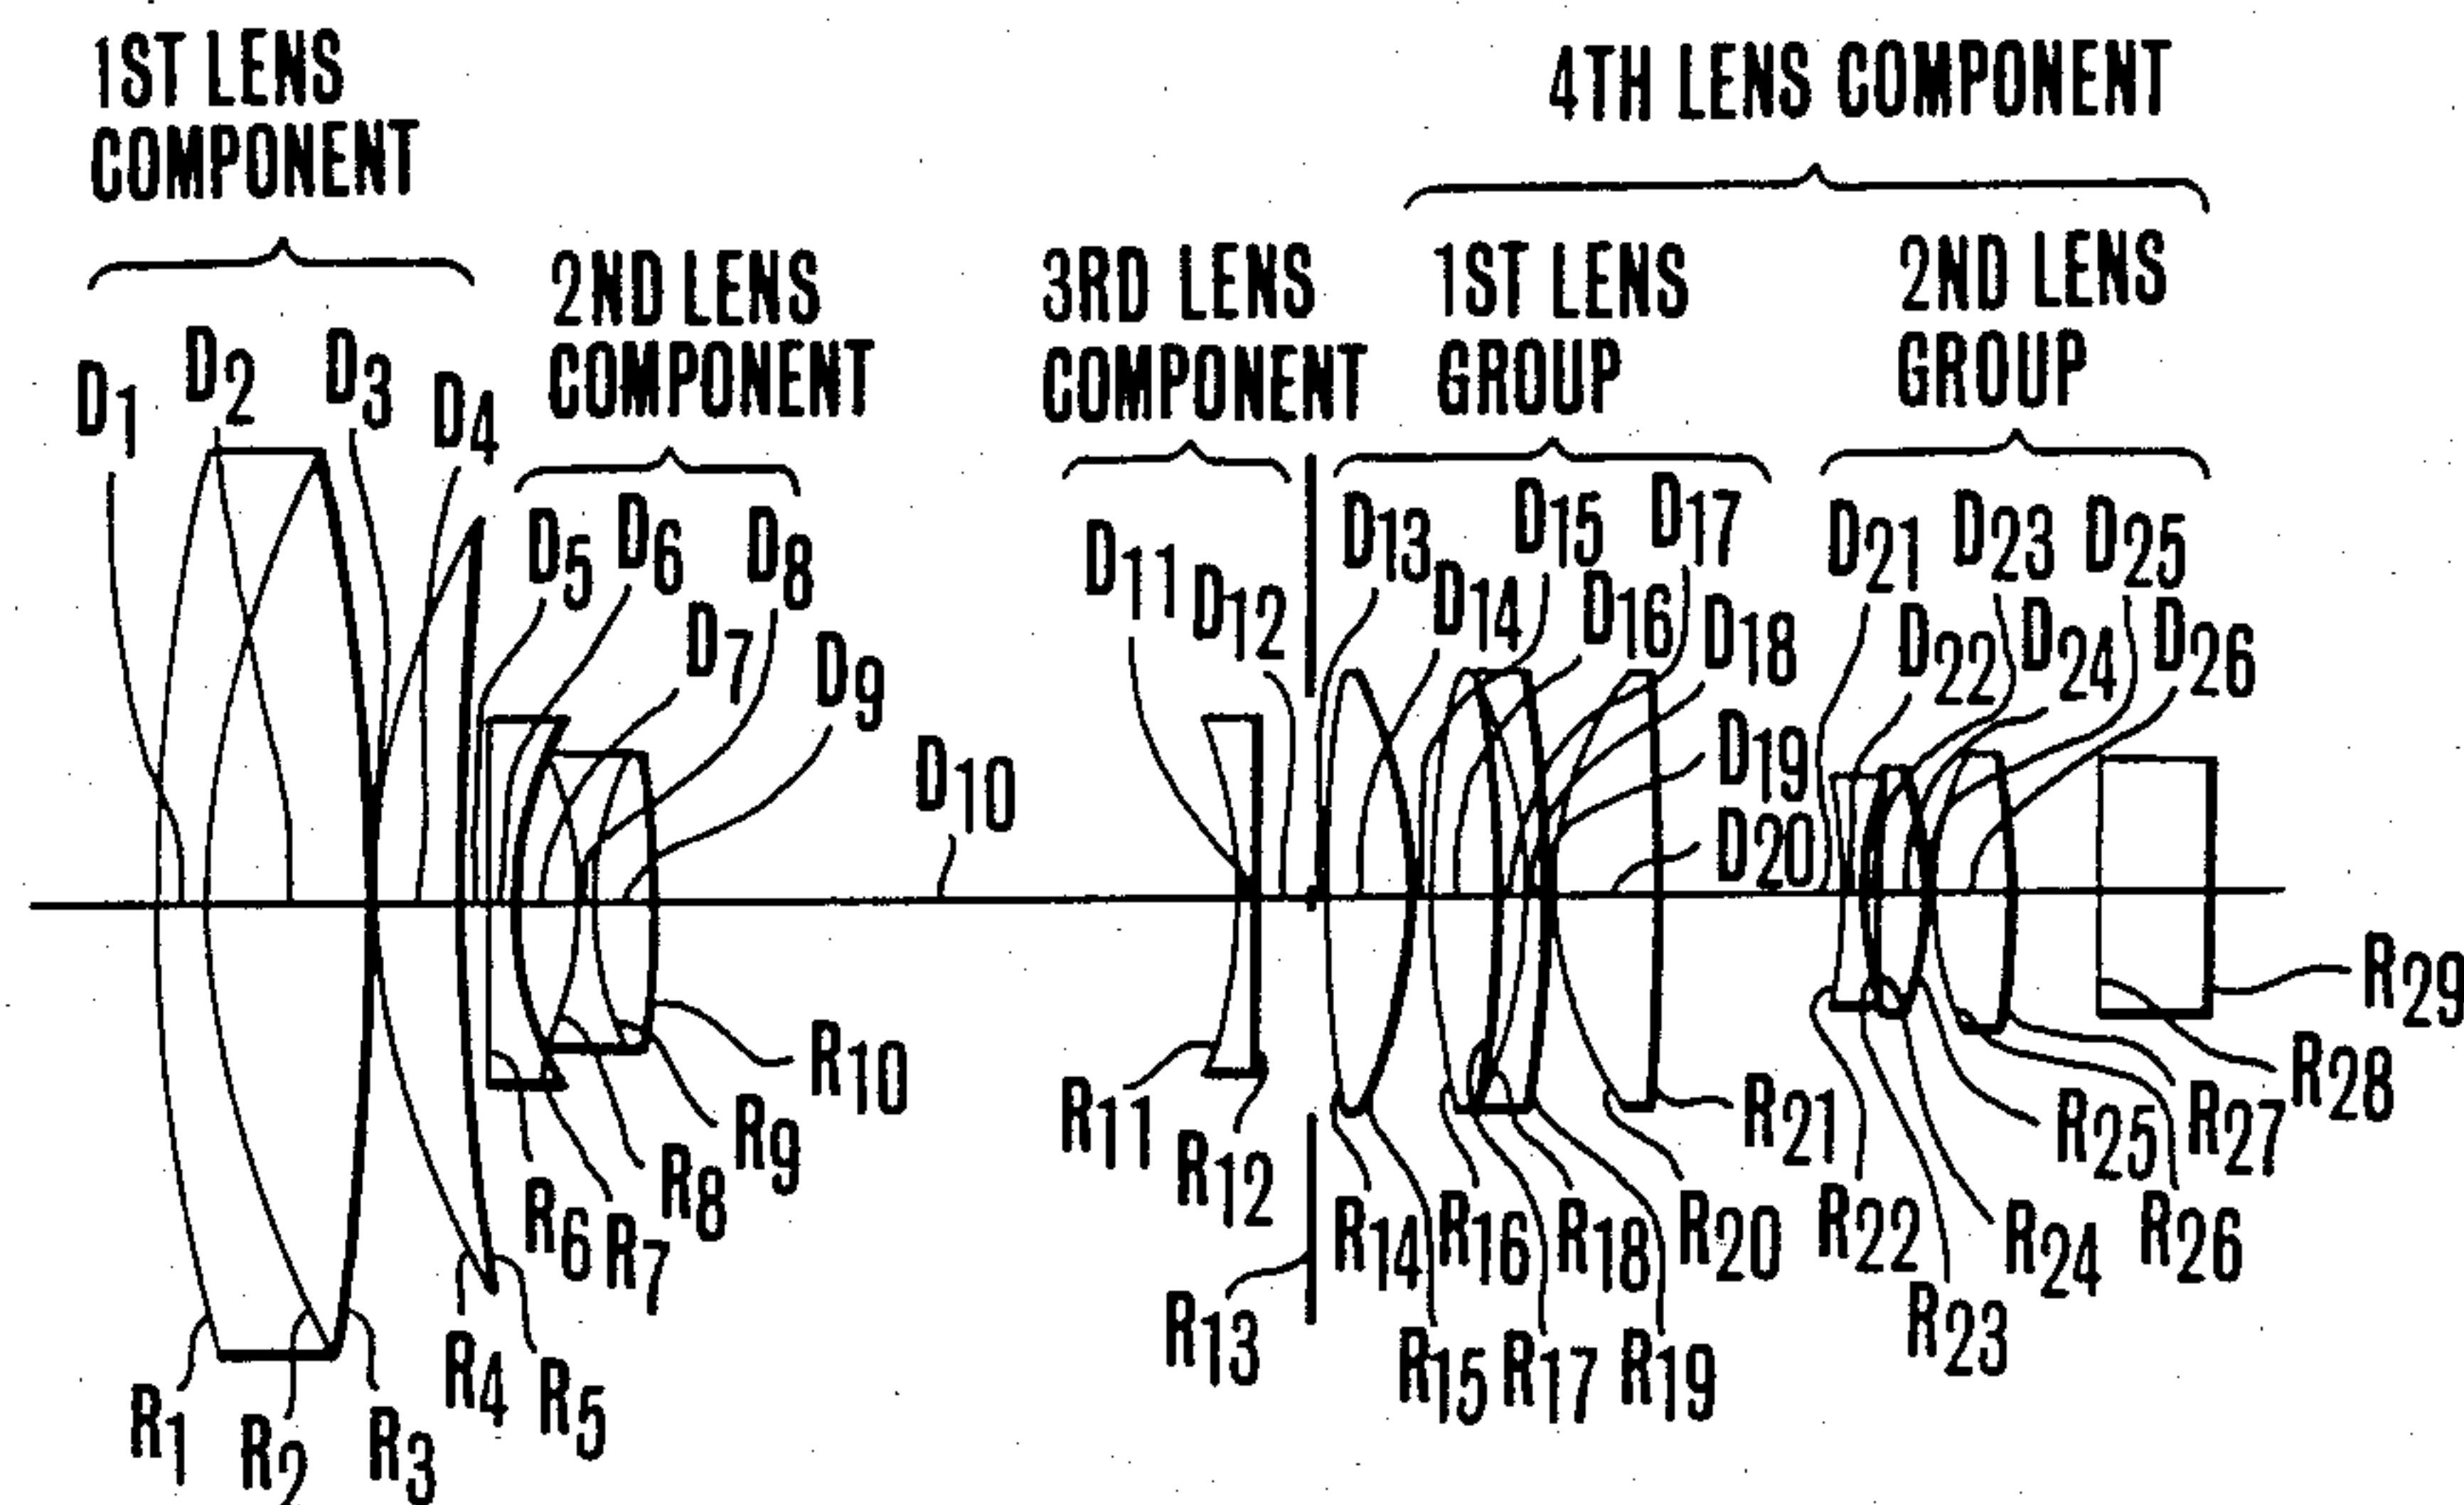 1ST LENS
COMPONENT
4TH LENS COMPONENT
2ND LENS
COMPONENT
3RD LENS
COMPONENT
1ST LENS
GROUP
2ND LENS
GROUP
D1
D2
D3
D4
D5
D6
D7
D8
D9
D10
D11
D12
D13
D14
D15
D16
D17
D18
D19
D20
D21
D22
D23
D24
D25
D26
R1
R2
R3
R4
R5
R6
R7
R8
R9
R10
R11
R12
R13
R14
R15
R16
R17
R18
R19
R20
R21
R22
R23
R24
R25
R26
R27
R28
R29